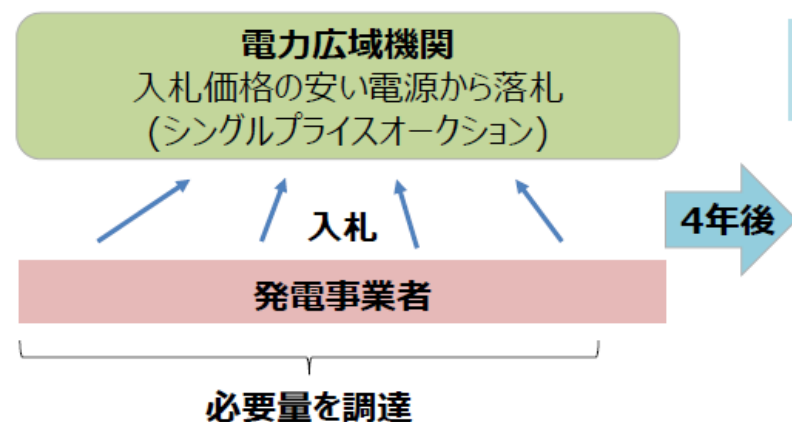 電力広域機関
入札価格の安い電源から落札
(シングルプライスオークション)
入札
4年後
発電事業者
必要量を調達